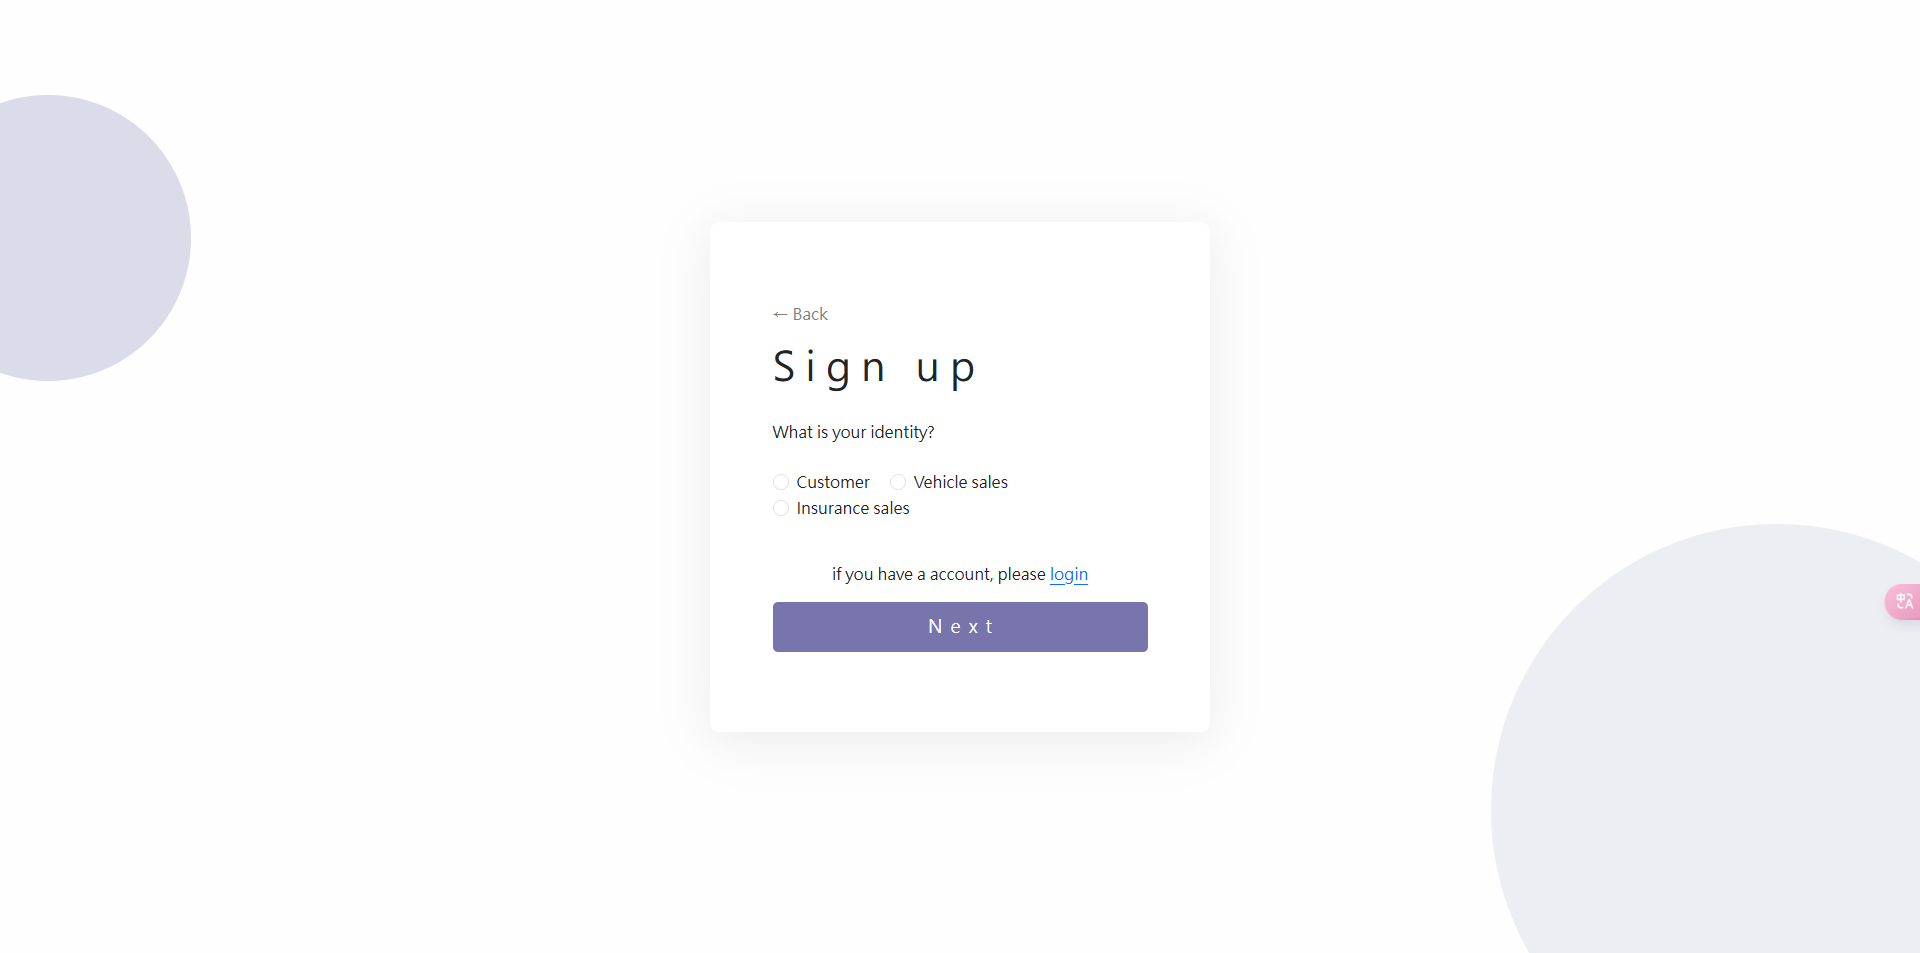 ← Back
Sign up
What is your identity?
Customer Vehicle sales
Insurance sales
if you have a account, please login
Next